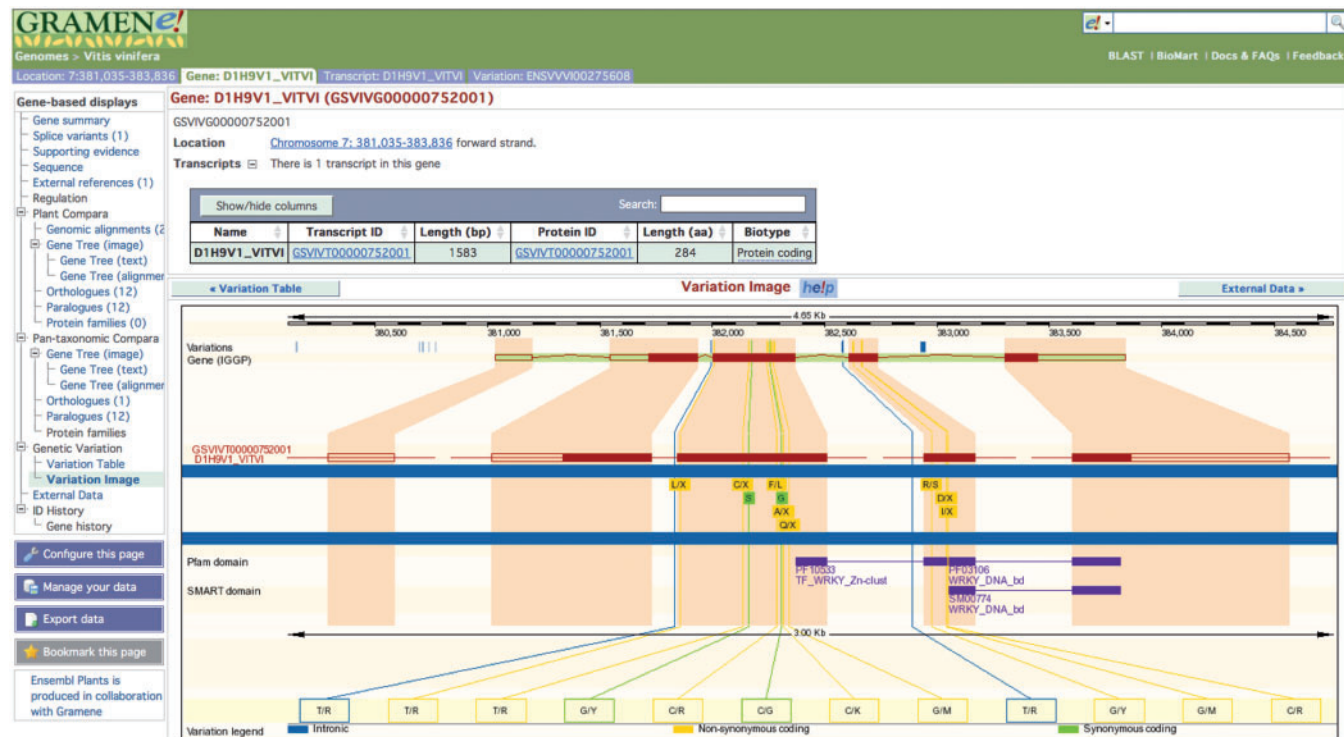 GRAMENE!
e!
Genomes > Vitis vinifera
BLAST | BioMart | Docs & FAQs | Feedback
Location: 7:381,035-383,836 Gene: D1H9V1_VITVI Transcript: D1H9V1_VITVI Variation: ENSVVVI00275608
Gene-based displays
Gene summary
Splice variants (1)
Supporting evidence
Sequence
External references (1)
Regulation
Plant Compara
Genomic alignments (2
Gene Tree (image)
Gene Tree (text)
Gene Tree (alignmer
Orthologues (12)
Paralogues (12)
Protein families (0)
Pan-taxonomic Compara
Gene Tree (image)
Gene Tree (text)
Gene Tree (alignmer
Orthologues (1)
Paralogues (12)
Protein families
Genetic Variation
Variation Table
Variation Image
External Data
ID History
Gene history
Configure this page
Manage your data
Export data
Bookmark this page
Ensembl Plants is
produced in collaboration
with Gramene
Gene: D1H9V1_VITVI (GSVIVG00000752001)
GSVIVG00000752001
Location Chromosome 7: 381,035-383,836 forward strand.
Transcripts There is 1 transcript in this gene
Show/hide columns Search:
Name Transcript ID Length (bp) Protein ID Length (aa) Biotype
D1H9V1_VITVI GSVIVT00000752001 1583 GSVIVT00000752001 284 Protein coding
« Variation Table Variation Image help External Data »
4.65 Kb
380,500 381,000 381,500 382,000 382,500 383,000 383,500 384,000 384,500
Variations
Gene (IGGP)
GSVIVT00000752001
D1H9V1_VITVI
L/X C/X F/L R/S
S G D/X
A/X I/X
Q/X
Pfam domain
PF10533 PF03106
TF_WRKY_Zn-clust WRKY_DNA_bd
SMART domain
SM00774
WRKY_DNA_bd
3.00 Kb
T/R T/R T/R G/Y C/R C/G C/K G/M T/R G/Y G/M C/R
Variation legend Intronic Non-synonymous coding Synonymous coding